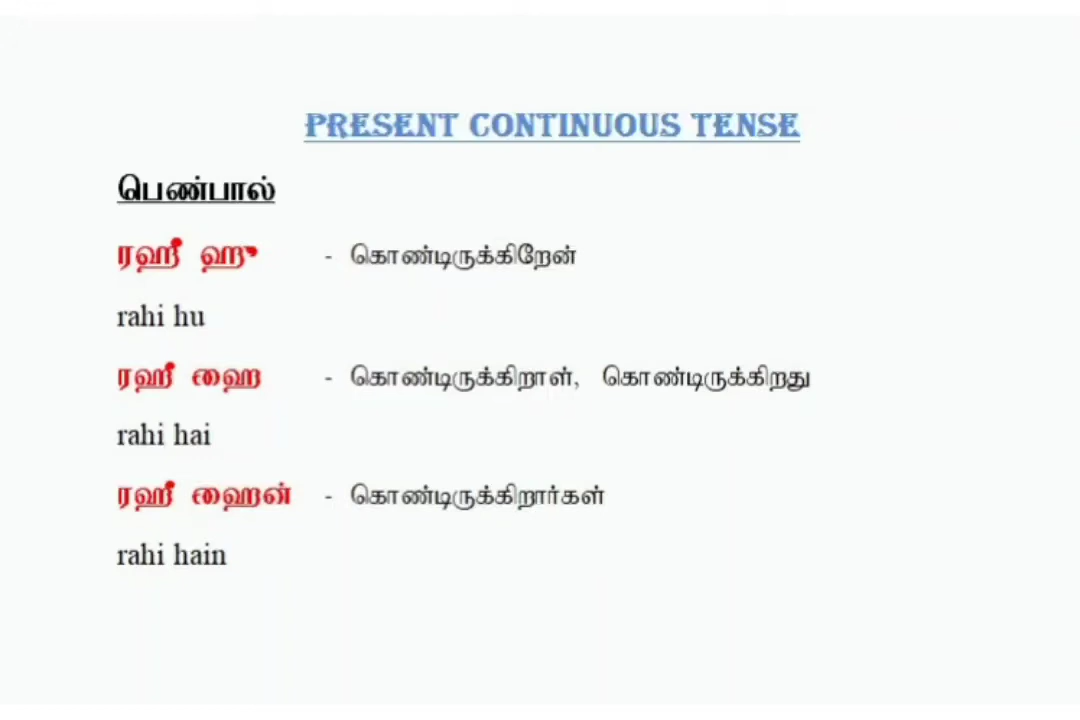 PRESENT CONTINUOUS TENSE
பெண்பால்
ரஹீ ஹு - கொண்டிருக்கிறேன்
rahi hu
ரஹீ ஹை - கொண்டிருக்கிறாள், கொண்டிருக்கிறது
rahi hai
ரஹீ ஹைன் - கொண்டிருக்கிறார்கள்
rahi hain